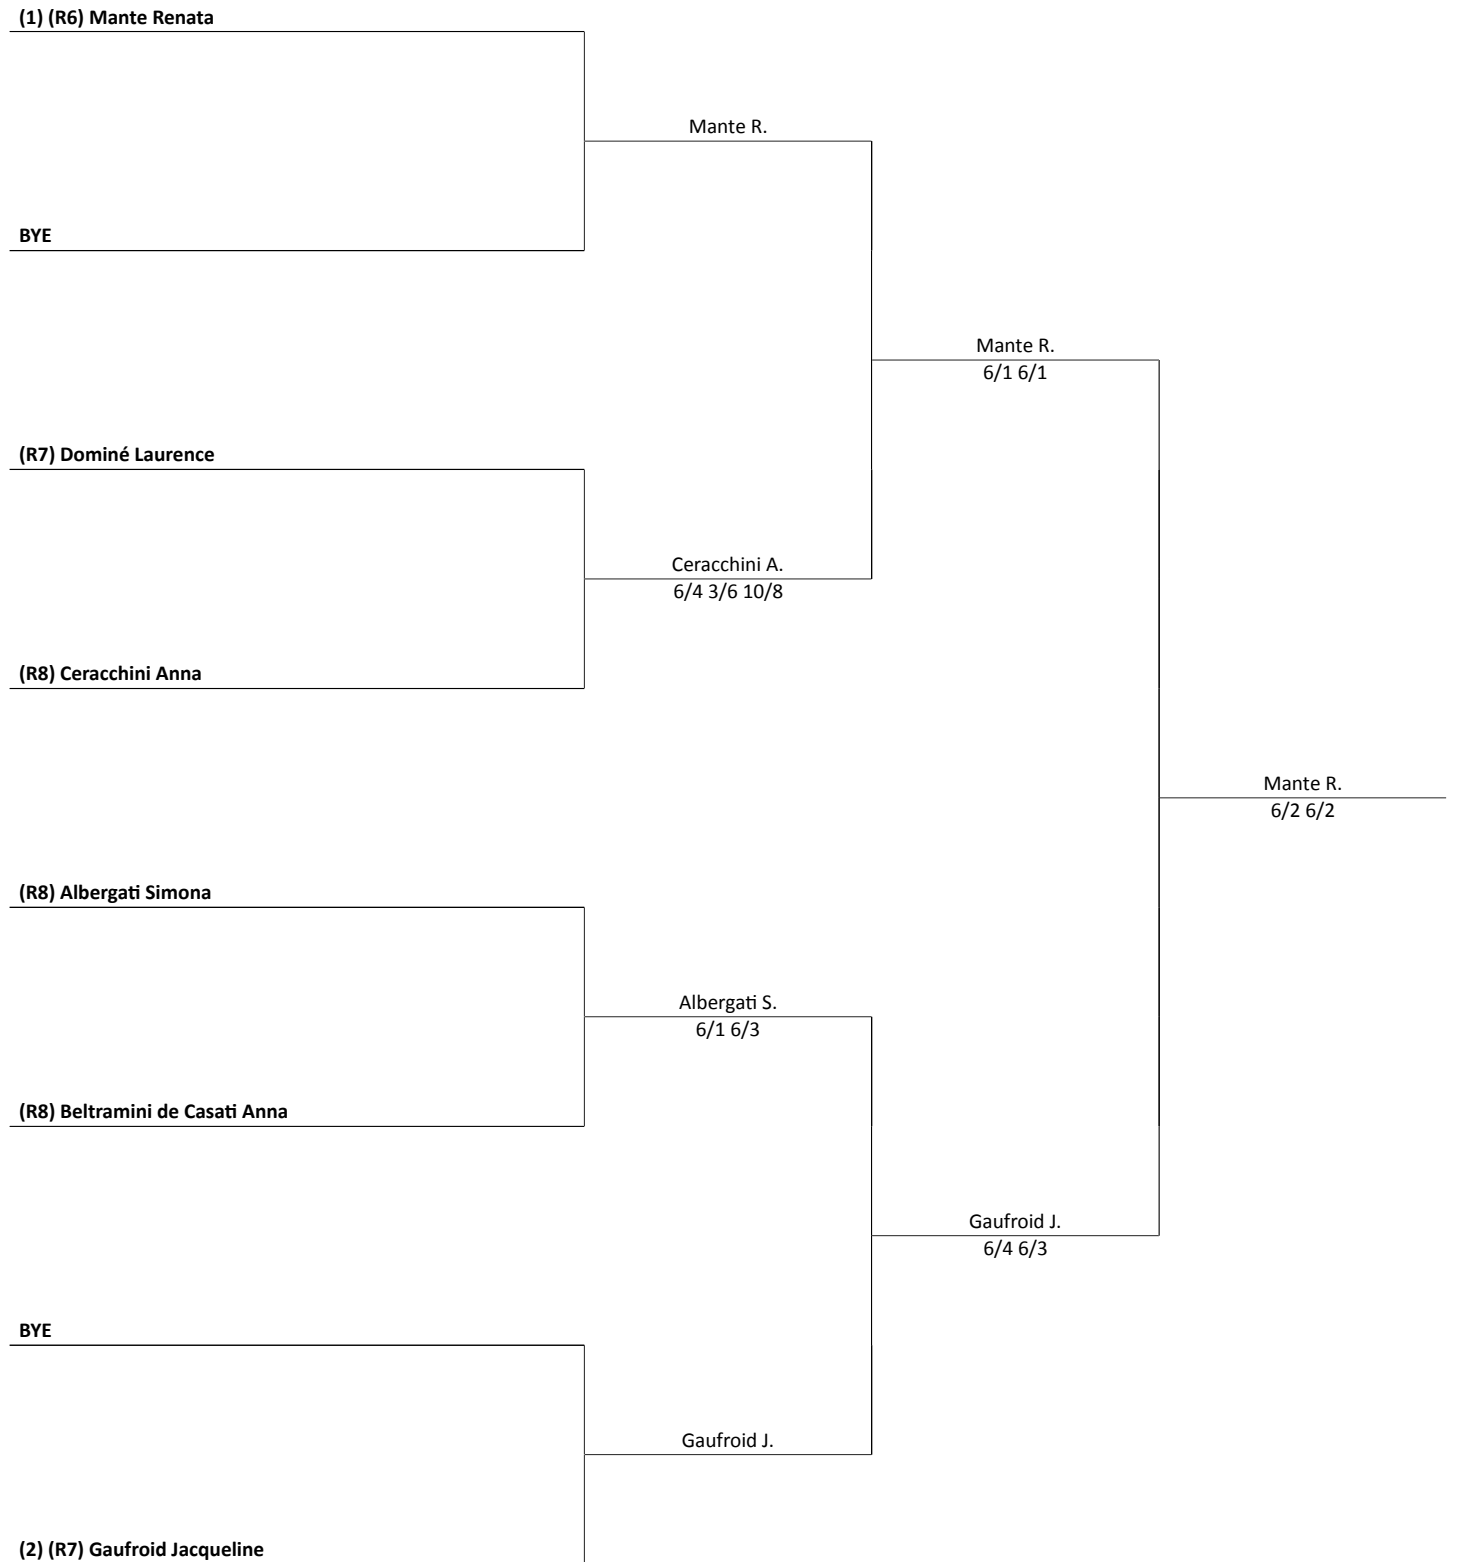 (1) (R6) Mante Renata
Mante R.
BYE
Mante R.
6/1 6/1
(R7) Dominé Laurence
Ceracchini A.
6/4 3/6 10/8
(R8) Ceracchini Anna
Mante R.
6/2 6/2
(R8) Albergati Simona
Albergati S.
6/1 6/3
(R8) Beltramini de Casati Anna
Gaufroid J.
6/4 6/3
BYE
Gaufroid J.
(2) (R7) Gaufroid Jacqueline